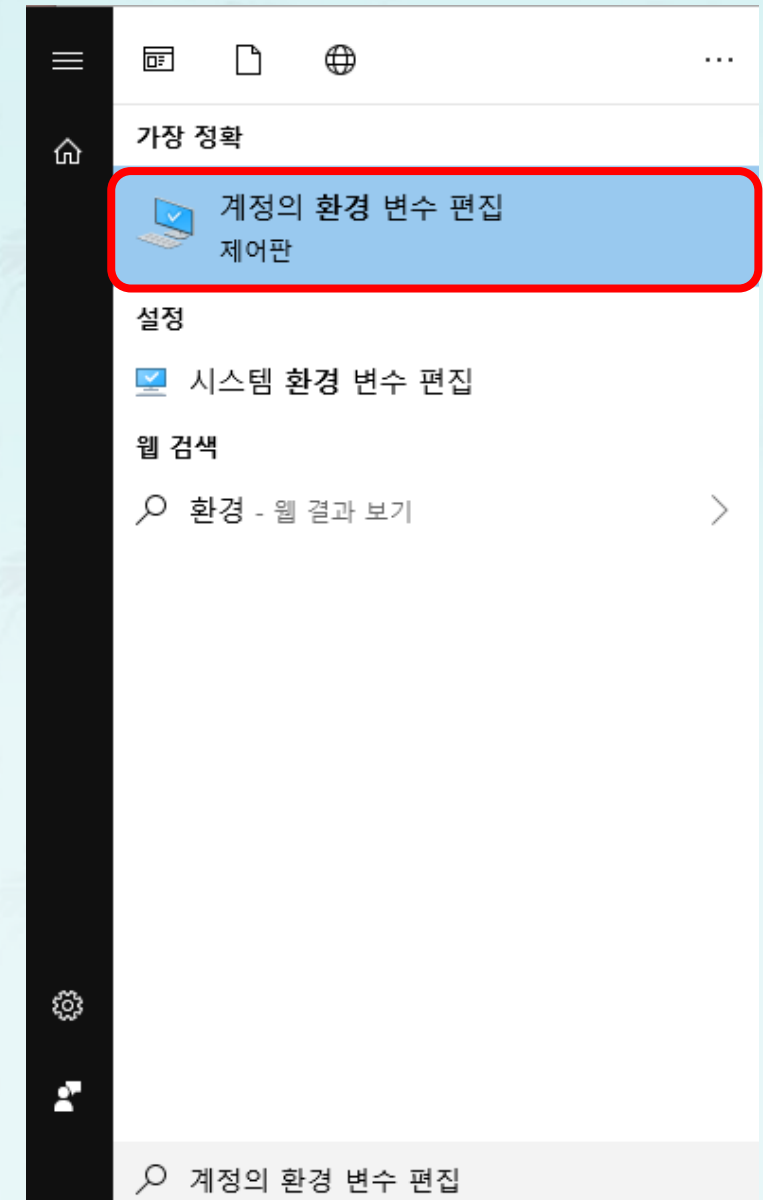 가장 정확
계정의 환경 변수 편집
제어판
설정
시스템 환경 변수 편집
웹 검색
환경 - 웹 결과 보기
계정의 환경 변수 편집